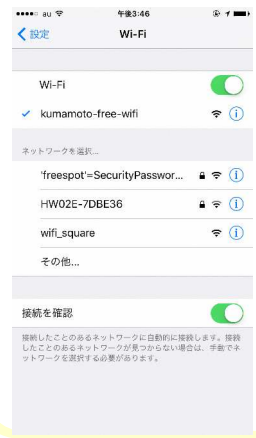 au 午後3:46
設定 Wi-Fi
Wi-Fi
kumamoto-free-wifi
ネットワークを選択...
'freespot'=SecurityPasswor...
HW02E-7DBE36
wifi_square
その他...
接続を確認
接続したことのあるネットワークに自動的に接続します。接続
したことのあるネットワークが見つからない場合は、手動でネ
ットワークを選択する必要があります。